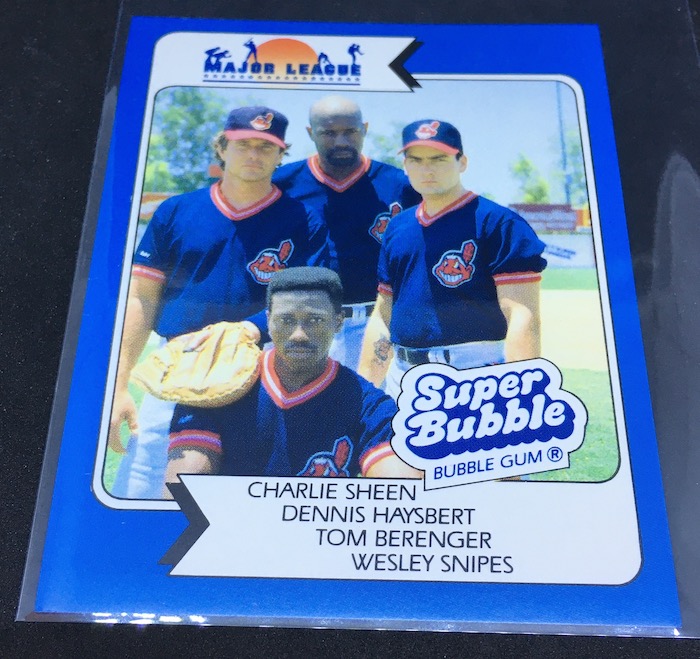 MAJOR LEAGUE
Super
Bubble
BUBBLE GUM ®
CHARLIE SHEEN
DENNIS HAYSBERT
TOM BERENGER
WESLEY SNIPES